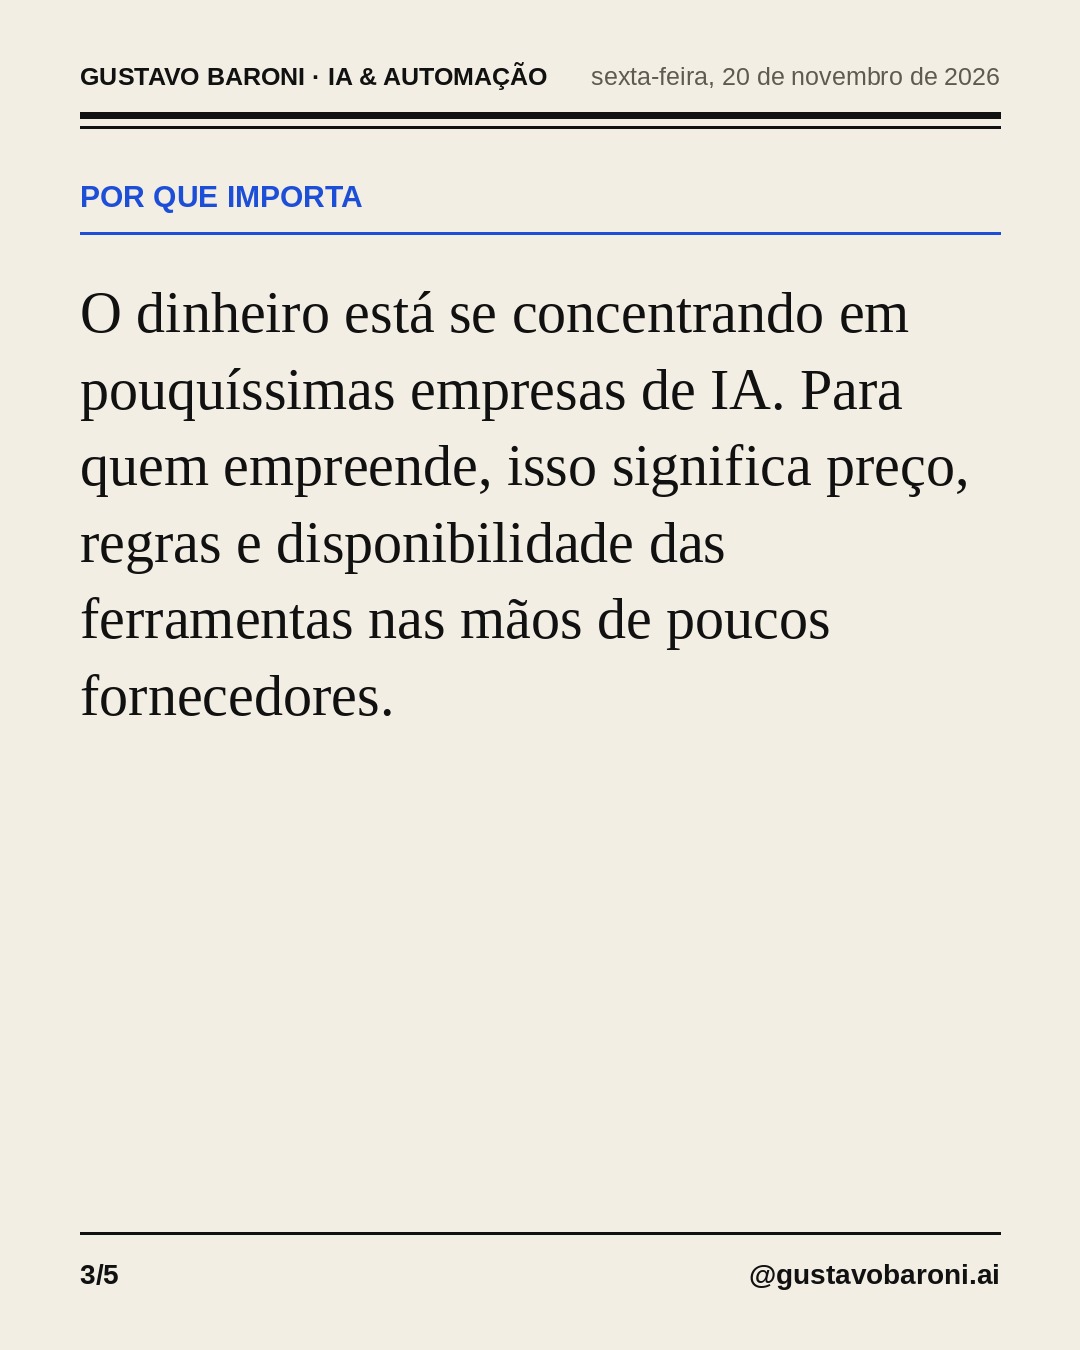 GUSTAVO BARONI · IA & AUTOMAÇÃO
sexta-feira, 20 de novembro de 2026
POR QUE IMPORTA
O dinheiro está se concentrando em
pouquíssimas empresas de IA. Para
quem empreende, isso significa preço,
regras e disponibilidade das
ferramentas nas mãos de poucos
fornecedores.
3/5
@gustavobaroni.ai